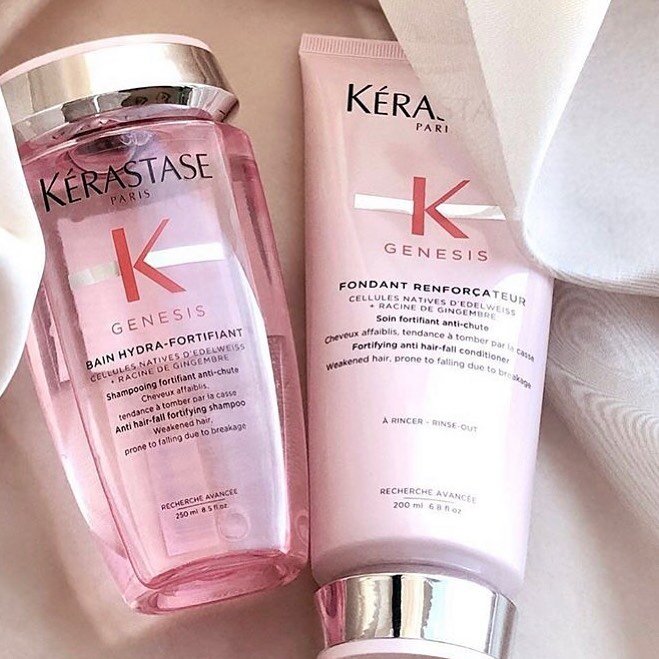 KÉRASTASE
PARIS
K
GENESIS
BAIN HYDRA-FORTIFIANT
CELLULES NATIVES D'EDELWEISS
+ RACINE DE GINGEMBRE
Shampooing fortifiant anti-chute
Cheveux affaiblis,
tendance à tomber par la casse
Anti hair-fall fortifying shampoo
Weakened hair,
prone to falling due to breakage
RECHERCHE AVANCÉE
250 ml 8.5 fl.oz.
KÉRA
PARI
K
GENESIS
FONDANT RENFORÇATEUR
CELLULES NATIVES D'EDELWEISS
+ RACINE DE GINGEMBRE
Soin fortifiant anti-chute
Cheveux affaiblis, tendance à tomber par la casse
Fortifying anti hair-fall conditioner
Weakened hair, prone to falling due to breakage
À RINCER - RINSE-OUT
RECHERCHE AVANCÉE
200 ml 6.8 fl.oz